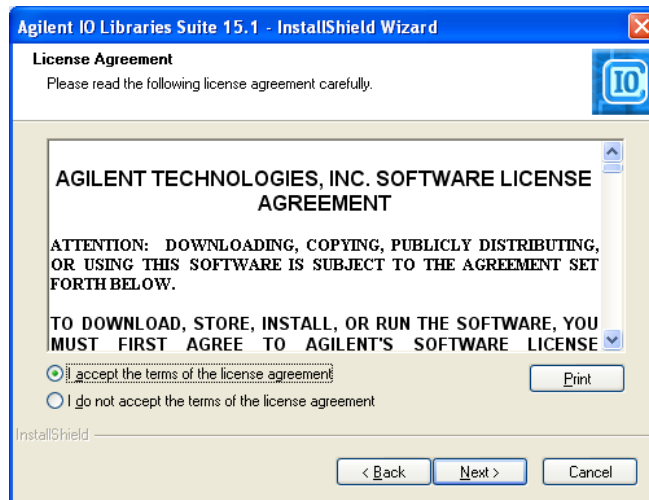 Agilent IO Libraries Suite 15.1 - InstallShield Wizard
License Agreement
Please read the following license agreement carefully.
IO
AGILENT TECHNOLOGIES, INC. SOFTWARE LICENSE
AGREEMENT
ATTENTION: DOWNLOADING, COPYING, PUBLICLY DISTRIBUTING,
OR USING THIS SOFTWARE IS SUBJECT TO THE AGREEMENT SET
FORTH BELOW.
TO DOWNLOAD, STORE, INSTALL, OR RUN THE SOFTWARE, YOU
MUST FIRST AGREE TO AGILENT'S SOFTWARE LICENSE
I accept the terms of the license agreement
Print
I do not accept the terms of the license agreement
InstallShield
< Back
Next >
Cancel